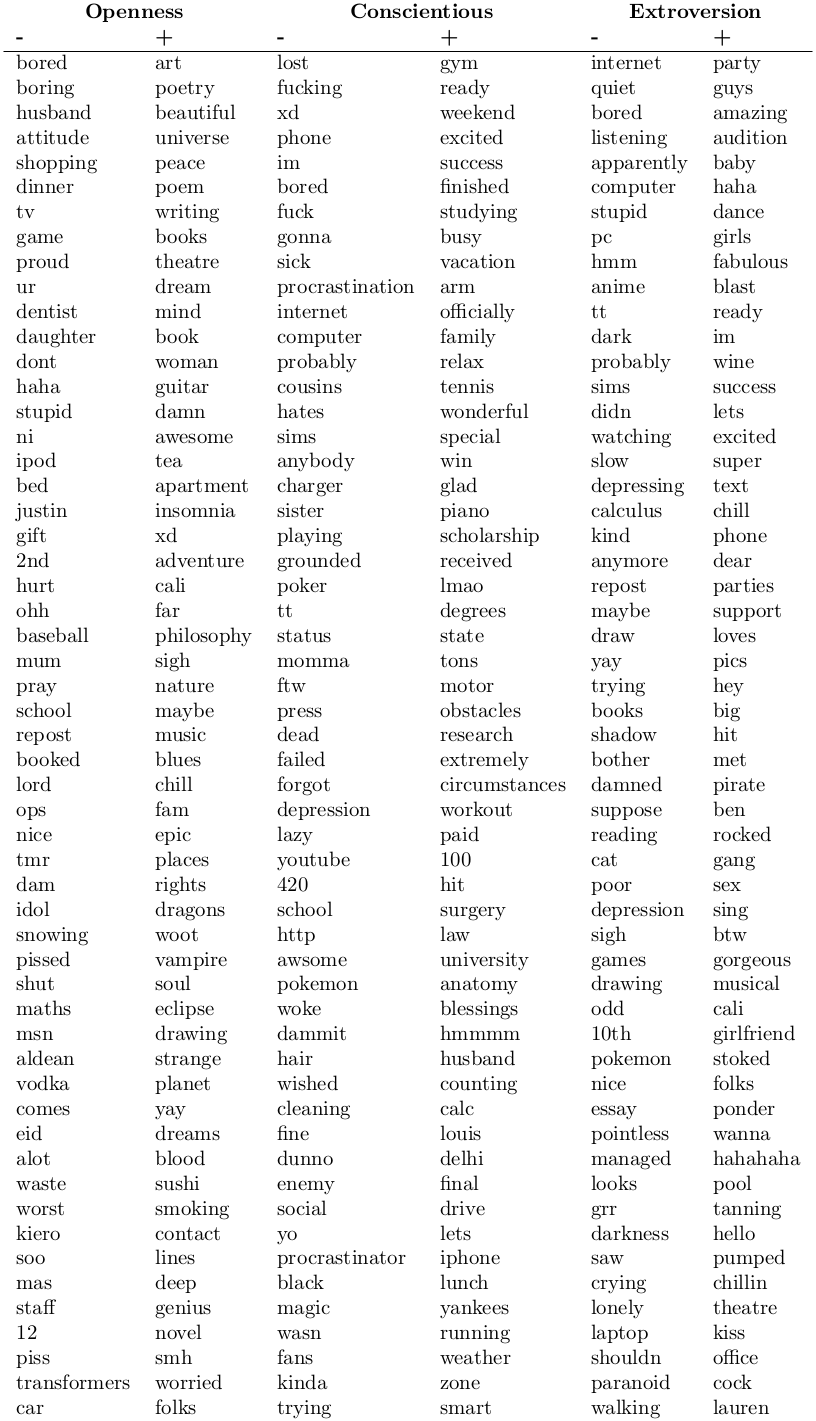 Openness Conscientious Extroversion
- + - + - +
bored art lost gym internet party
boring poetry fucking ready quiet guys
husband beautiful xd weekend bored amazing
attitude universe phone excited listening audition
shopping peace im success apparently baby
dinner poem bored finished computer haha
tv writing fuck studying stupid dance
game books gonna busy pc girls
proud theatre sick vacation hmm fabulous
ur dream procrastination arm anime blast
dentist mind internet officially tt ready
daughter book computer family dark im
dont woman probably relax probably wine
haha guitar cousins tennis sims success
stupid damn hates wonderful didn lets
ni awesome sims special watching excited
ipod tea anybody win slow super
bed apartment charger glad depressing text
justin insomnia sister piano calculus chill
gift xd playing scholarship kind phone
2nd adventure grounded received anymore dear
hurt cali poker lmao repost parties
ohh far tt degrees maybe support
baseball philosophy status state draw loves
mum sigh momma tons yay pics
pray nature ftw motor trying hey
school maybe press obstacles books big
repost music dead research shadow hit
booked blues failed extremely bother met
lord chill forgot circumstances damned pirate
ops fam depression workout suppose ben
nice epic lazy paid reading rocked
tmr places youtube 100 cat gang
dam rights 420 hit poor sex
idol dragons school surgery depression sing
snowing woot http law sigh btw
pissed vampire awsome university games gorgeous
shut soul pokemon anatomy drawing musical
maths eclipse woke blessings odd cali
msn drawing dammit hmmmm 10th girlfriend
aldean strange hair husband pokemon stoked
vodka planet wished counting nice folks
comes yay cleaning calc essay ponder
eid dreams fine louis pointless wanna
alot blood dunno delhi managed hahahaha
waste sushi enemy final looks pool
worst smoking social drive grr tanning
kiero contact yo lets darkness hello
soo lines procrastinator iphone saw pumped
mas deep black lunch crying chillin
staff genius magic yankees lonely theatre
12 novel wasn running laptop kiss
piss smh fans weather shouldn office
transformers worried kinda zone paranoid cock
car folks trying smart walking lauren